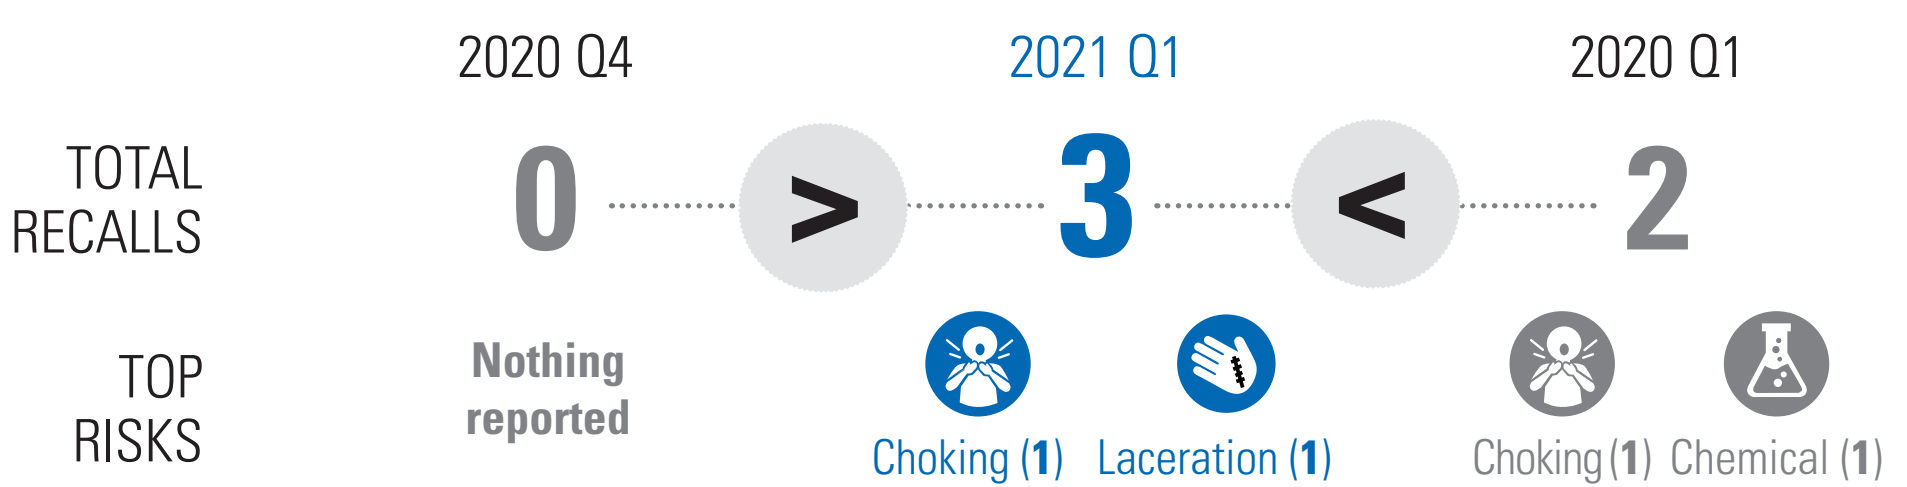 2020 Q4 2021 Q1 2020 Q1
TOTAL
RECALLS
0 > 3 < 2
TOP
RISKS
Nothing
reported
Choking (1) Laceration (1) Choking (1) Chemical (1)